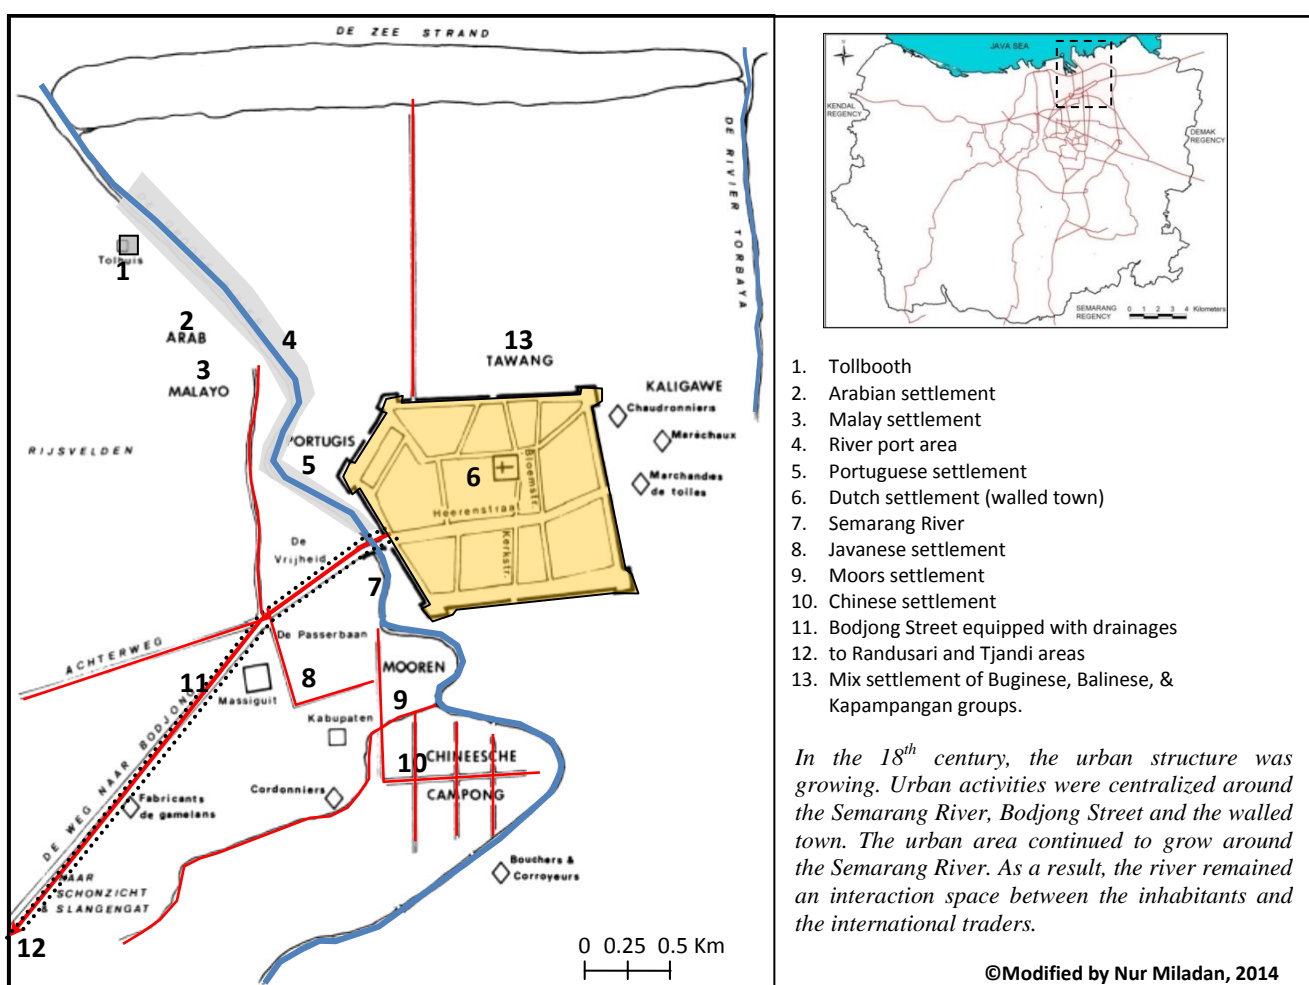 DE ZEE STRAND
DE RIVIER TORBAYA
Tolhuis
1
2
ARAB
3
MALAYO
4
13
TAWANG
KALIGAWE
Chaudronniers
Maréchaux
Marchandes
de toiles
RIJSVELDEN
PORTUGIS
5
6
Bloemstr.
Heerenstraat
Kerkstr.
De
Vrijheid
7
De Passerbaan
ACHTERWEG
MOOREN
11
Massiguit
8
9
Kabupaten
DE WEG NAAR BODJONG
10
CHINEESCHE
CAMPONG
Cordonniers
Fabricants
de gamelans
Bouchers &
Corroyeurs
NAAR
SCHONZICHT
& SLANGENGAT
12
0 0.25 0.5 Km
N
JAVA SEA
KENDAL
REGENCY
DEMAK
REGENCY
SEMARANG
REGENCY
0 1 2 3 4 Kilometers
1. Tollbooth
2. Arabian settlement
3. Malay settlement
4. River port area
5. Portuguese settlement
6. Dutch settlement (walled town)
7. Semarang River
8. Javanese settlement
9. Moors settlement
10. Chinese settlement
11. Bodjong Street equipped with drainages
12. to Randusari and Tjandi areas
13. Mix settlement of Buginese, Balinese, &
Kapampangan groups.
In the 18th century, the urban structure was
growing. Urban activities were centralized around
the Semarang River, Bodjong Street and the walled
town. The urban area continued to grow around
the Semarang River. As a result, the river remained
an interaction space between the inhabitants and
the international traders.
©Modified by Nur Miladan, 2014